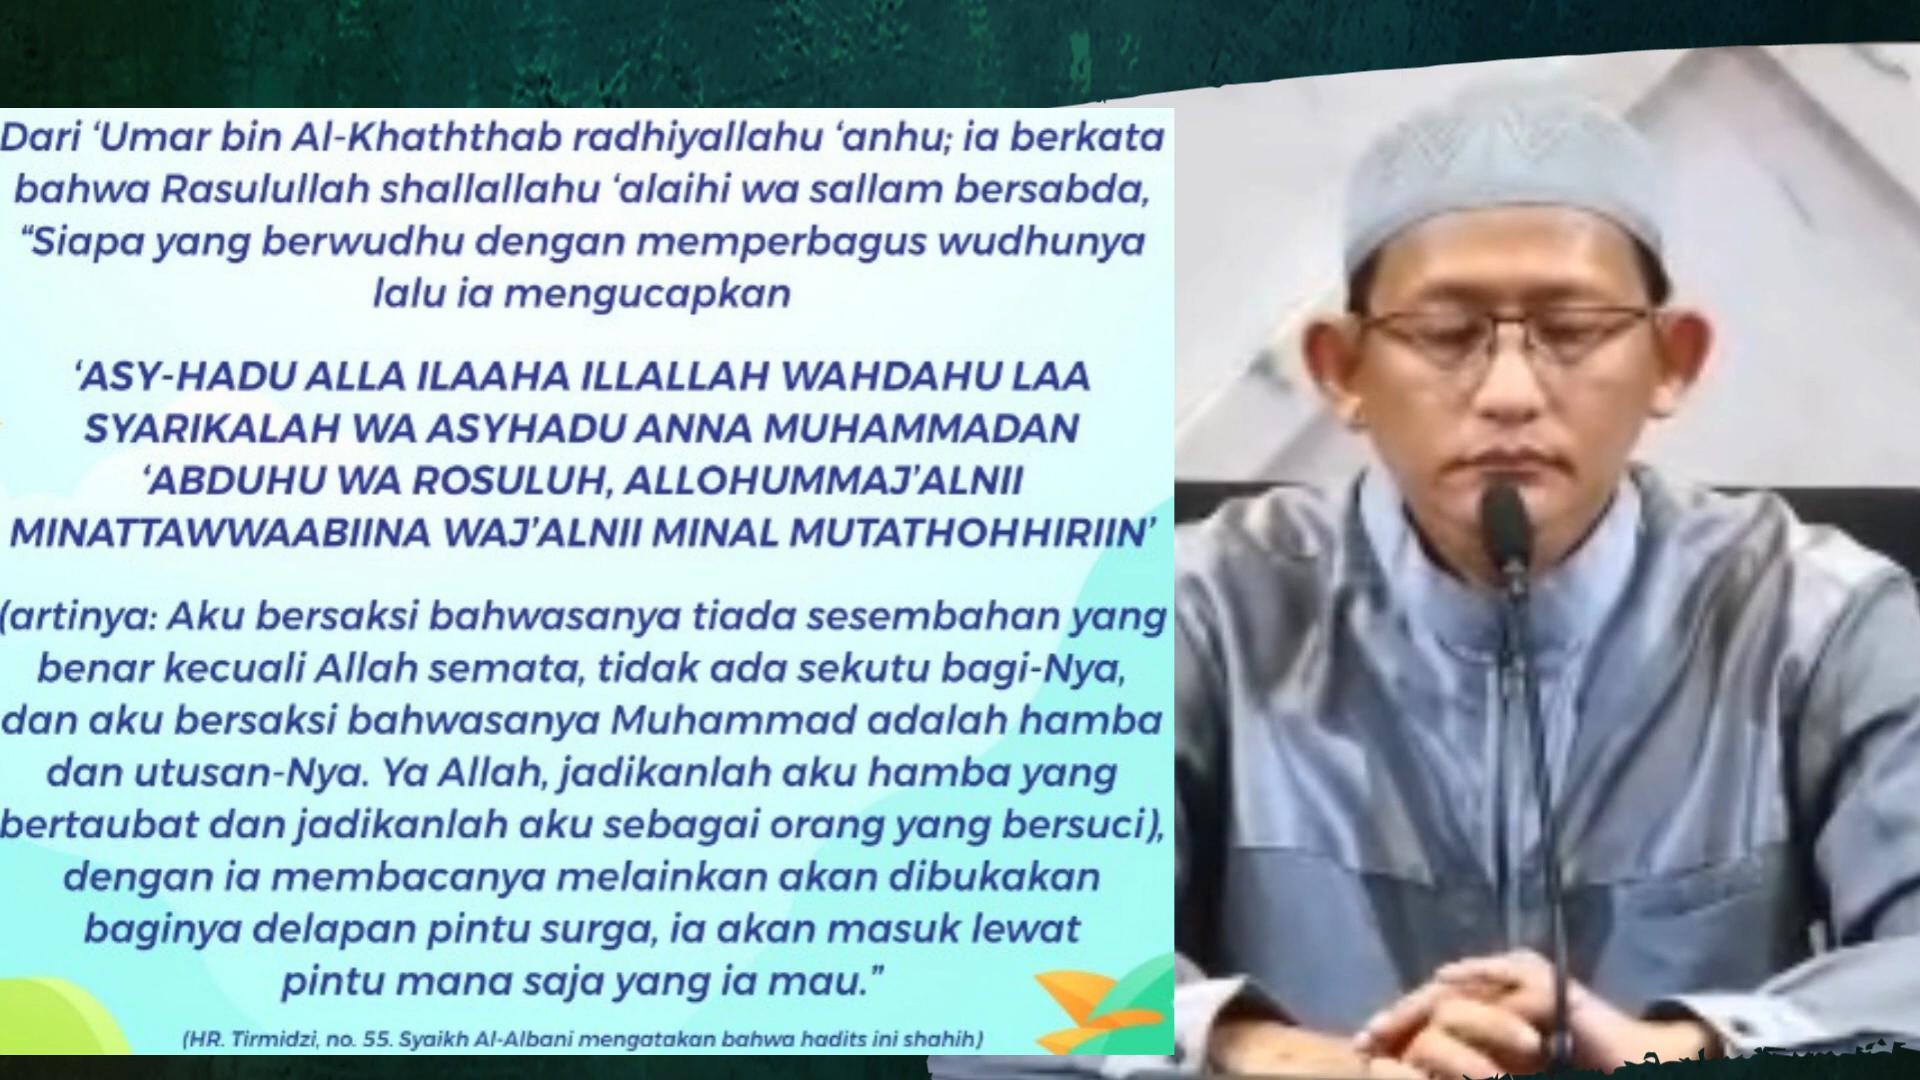 Dari ‘Umar bin Al-Khaththab radhiyallahu ‘anhu; ia berkata
bahwa Rasulullah shallallahu ‘alaihi wa sallam bersabda,
“Siapa yang berwudhu dengan memperbagus wudhunya
lalu ia mengucapkan
‘ASY-HADU ALLA ILAAHA ILLALLAH WAHDAHU LAA
SYARIKALAH WA ASYHADU ANNA MUHAMMADAN
‘ABDUHU WA ROSULUH, ALLOHUMMAJ’ALNII
MINATTAWWAABIINA WAJ’ALNII MINAL MUTATHOHHIRIIN’
(artinya: Aku bersaksi bahwasanya tiada sesembahan yang
benar kecuali Allah semata, tidak ada sekutu bagi-Nya,
dan aku bersaksi bahwasanya Muhammad adalah hamba
dan utusan-Nya. Ya Allah, jadikanlah aku hamba yang
bertaubat dan jadikanlah aku sebagai orang yang bersuci),
dengan ia membacanya melainkan akan dibukakan
baginya delapan pintu surga, ia akan masuk lewat
pintu mana saja yang ia mau.”
(HR. Tirmidzi, no. 55. Syaikh Al-Albani mengatakan bahwa hadits ini shahih)